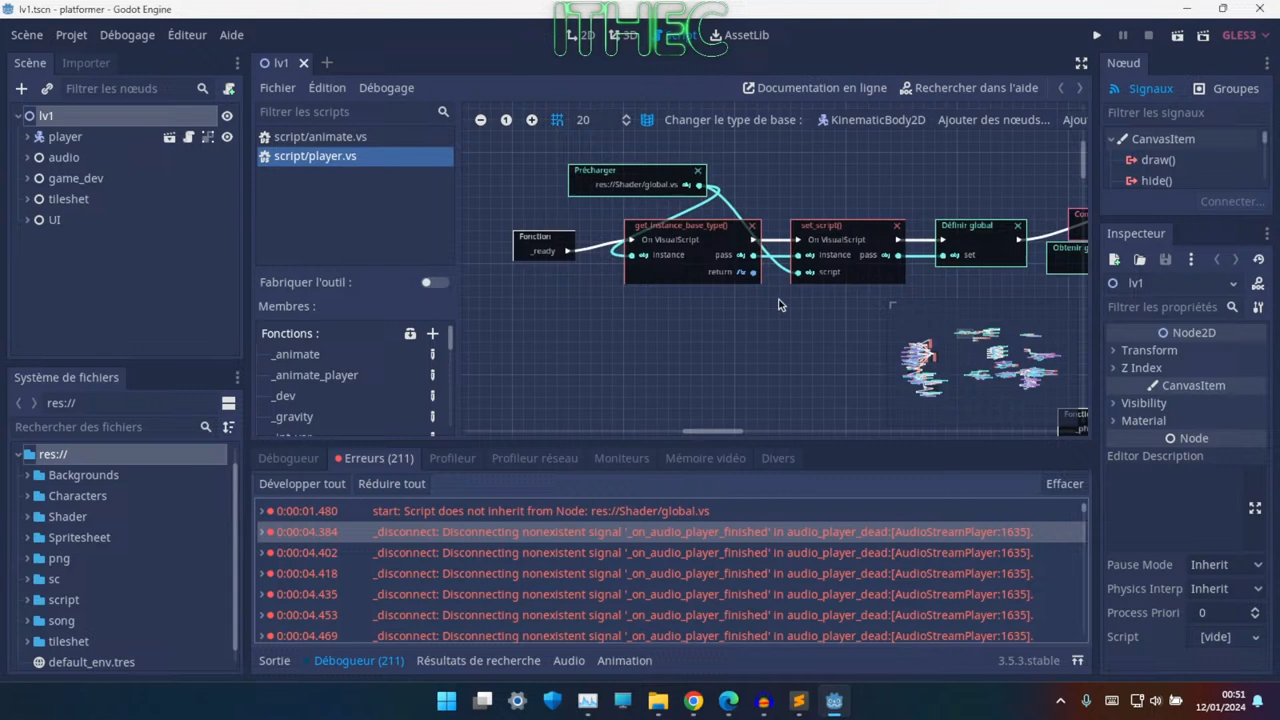 lv1.tscn - platformer - Godot Engine
ITHEC
Scène Projet Débogage Éditeur Aide
2D 3D Script AssetLib
GLES3
Scène Importer
Filtrer les nœuds
lv1
player
audio
game_dev
tileshet
UI
Système de fichiers
res://
Rechercher des fichiers
res://
Backgrounds
Characters
Shader
Spritesheet
png
sc
script
song
tileshet
default_env.tres
lv1
Fichier Édition Débogage
Documentation en ligne Rechercher dans l'aide
Filtrer les scripts
script/animate.vs
script/player.vs
Fabriquer l'outil :
Membres :
Fonctions :
_animate
_animate_player
_dev
_gravity
20 Changer le type de base : KinematicBody2D Ajouter des nœuds... Ajou
Précharger
res://Shader/global.vs
Fonction
_ready
get_instance_base_type()
On VisualScript
instance pass
return
set_script()
On VisualScript
instance pass
script
Définir global
set
Obtenir g
Foncti
_ph
Débogueur Erreurs (211) Profileur Profileur réseau Moniteurs Mémoire vidéo Divers
Développer tout Réduire tout Effacer
0:00:01.480 start: Script does not inherit from Node: res://Shader/global.vs
0:00:04.384 _disconnect: Disconnecting nonexistent signal '_on_audio_player_finished' in audio_player_dead:[AudioStreamPlayer:1635].
0:00:04.402 _disconnect: Disconnecting nonexistent signal '_on_audio_player_finished' in audio_player_dead:[AudioStreamPlayer:1635].
0:00:04.418 _disconnect: Disconnecting nonexistent signal '_on_audio_player_finished' in audio_player_dead:[AudioStreamPlayer:1635].
0:00:04.435 _disconnect: Disconnecting nonexistent signal '_on_audio_player_finished' in audio_player_dead:[AudioStreamPlayer:1635].
0:00:04.453 _disconnect: Disconnecting nonexistent signal '_on_audio_player_finished' in audio_player_dead:[AudioStreamPlayer:1635].
0:00:04.469 _disconnect: Disconnecting nonexistent signal '_on_audio_player_finished' in audio_player_dead:[AudioStreamPlayer:1635].
Sortie Débogueur (211) Résultats de recherche Audio Animation 3.5.3.stable
Nœud
Signaux Groupes
Filtrer les signaux
CanvasItem
draw()
hide()
Connecter...
Inspecteur
lv1
Filtrer les propriétés
Node2D
Transform
Z Index
CanvasItem
Visibility
Material
Node
Editor Description
Pause Mode Inherit
Physics Interp Inherit
Process Priori 0
Script [vide]
00:51
12/01/2024